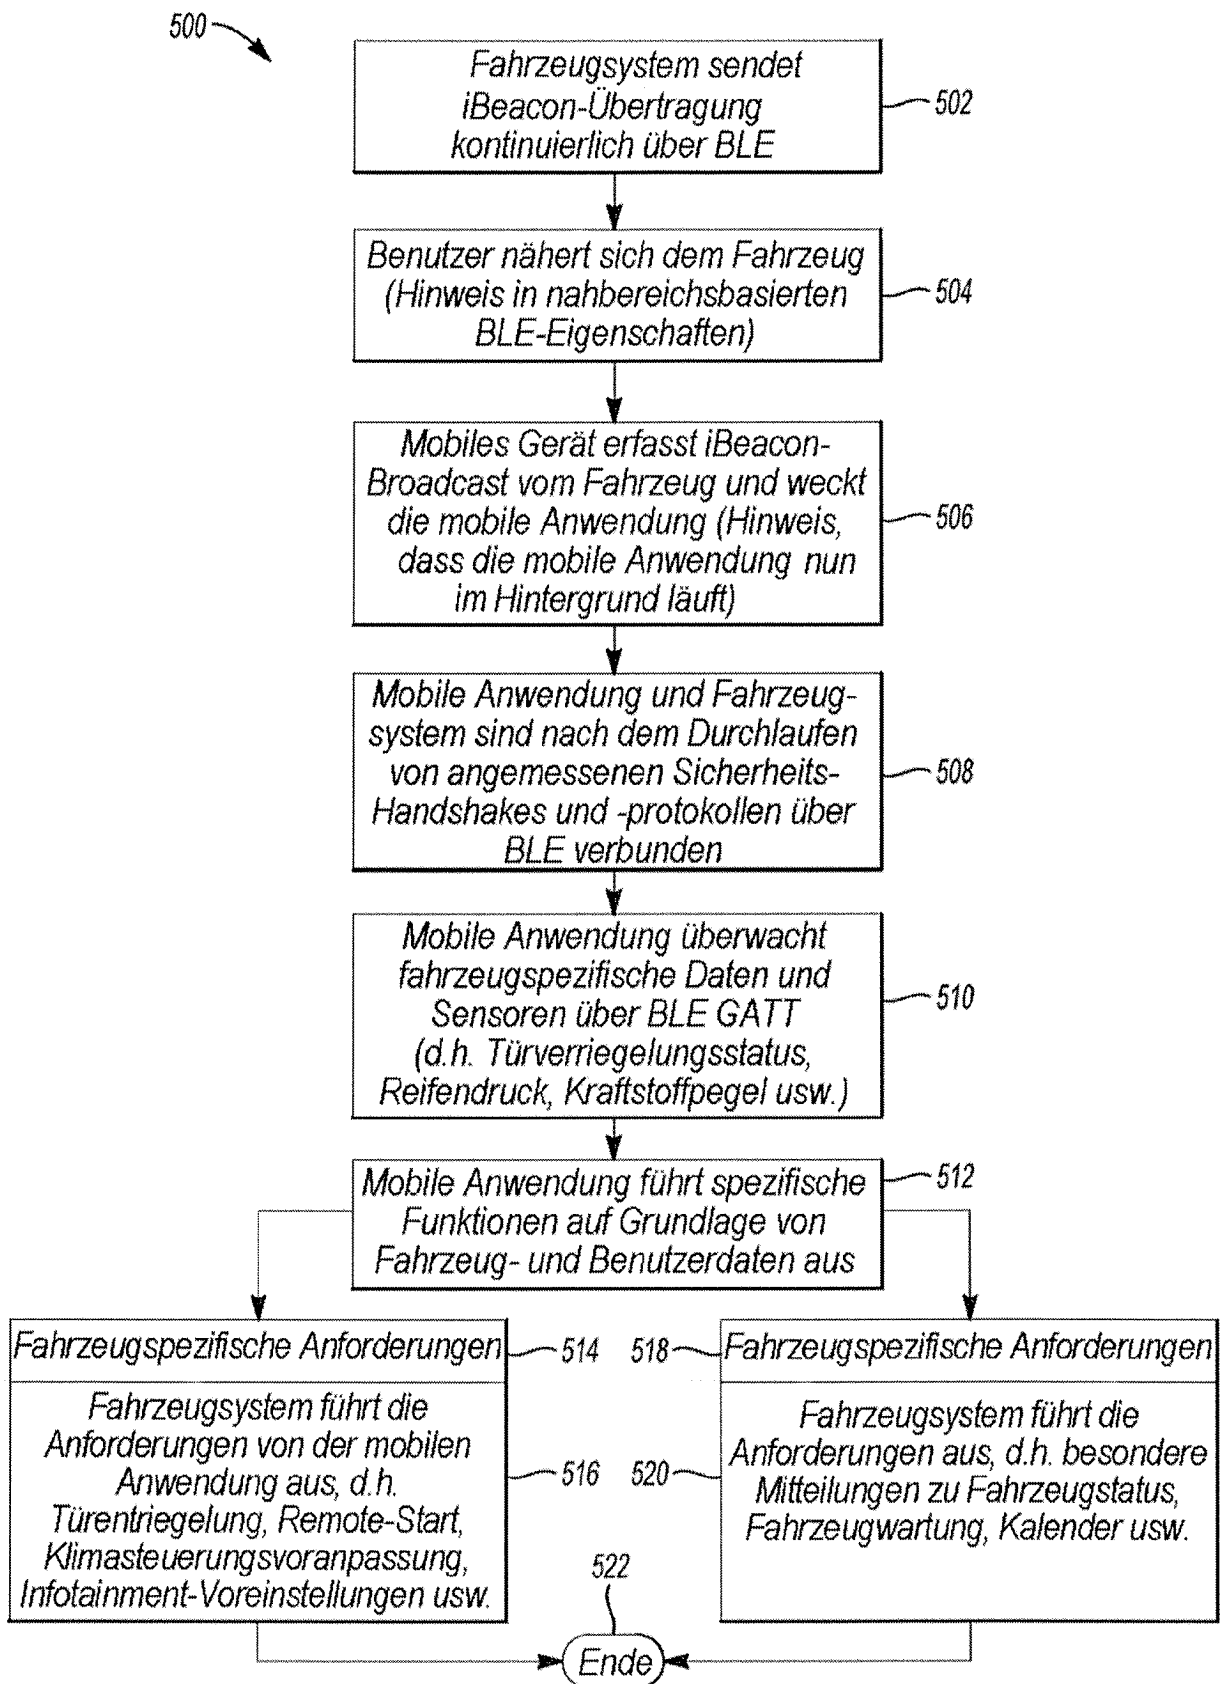 500
Fahrzeugsystem sendet
iBeacon-Übertragung
kontinuierlich über BLE
502
Benutzer nähert sich dem Fahrzeug
(Hinweis in nahbereichsbasierten
BLE-Eigenschaften)
504
Mobiles Gerät erfasst iBeacon-
Broadcast vom Fahrzeug und weckt
die mobile Anwendung (Hinweis,
dass die mobile Anwendung nun
im Hintergrund läuft)
506
Mobile Anwendung und Fahrzeug-
system sind nach dem Durchlaufen
von angemessenen Sicherheits-
Handshakes und -protokollen über
BLE verbunden
508
Mobile Anwendung überwacht
fahrzeugspezifische Daten und
Sensoren über BLE GATT
(d.h. Türverriegelungsstatus,
Reifendruck, Kraftstoffpegel usw.)
510
Mobile Anwendung führt spezifische
Funktionen auf Grundlage von
Fahrzeug- und Benutzerdaten aus
512
Fahrzeugspezifische Anforderungen
514
Fahrzeugsystem führt die
Anforderungen von der mobilen
Anwendung aus, d.h.
Türentriegelung, Remote-Start,
Klimasteuerungsvoranpassung,
Infotainment-Voreinstellungen usw.
516
518
Fahrzeugspezifische Anforderungen
520
Fahrzeugsystem führt die
Anforderungen aus, d.h. besondere
Mitteilungen zu Fahrzeugstatus,
Fahrzeugwartung, Kalender usw.
522
Ende